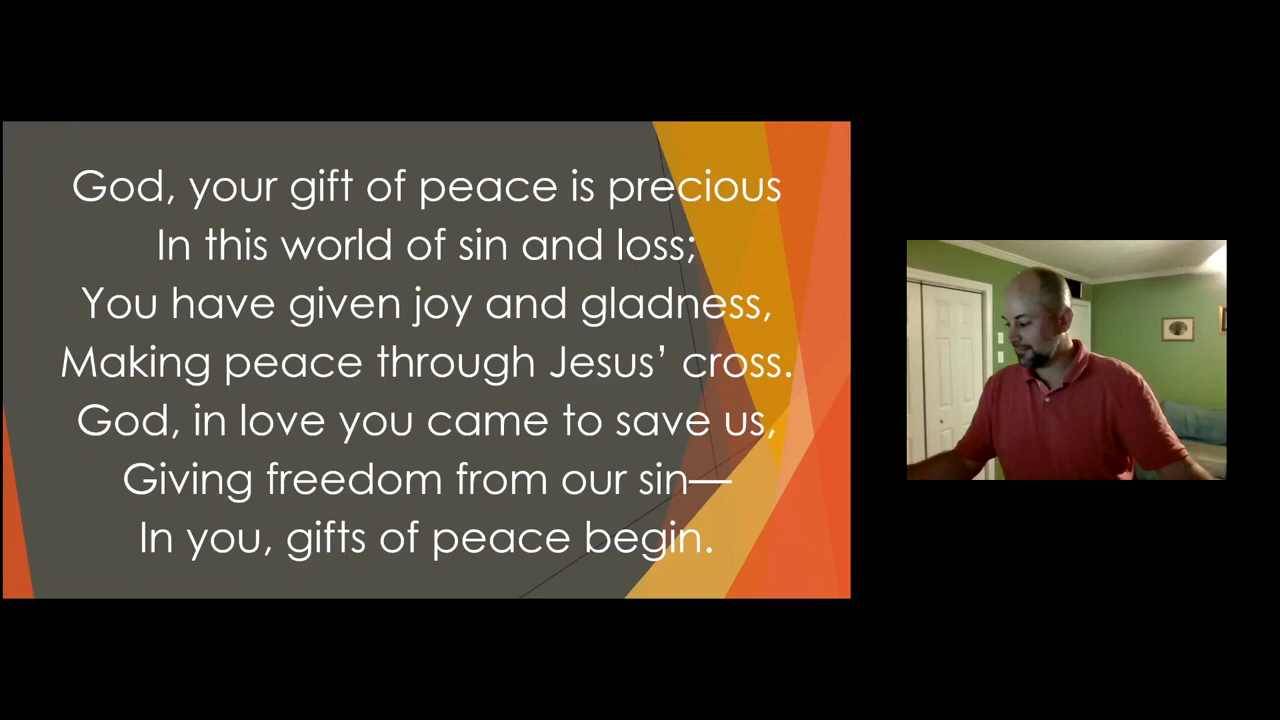 God, your gift of peace is precious
In this world of sin and loss;
You have given joy and gladness,
Making peace through Jesus’ cross.
God, in love you came to save us,
Giving freedom from our sin—
In you, gifts of peace begin.